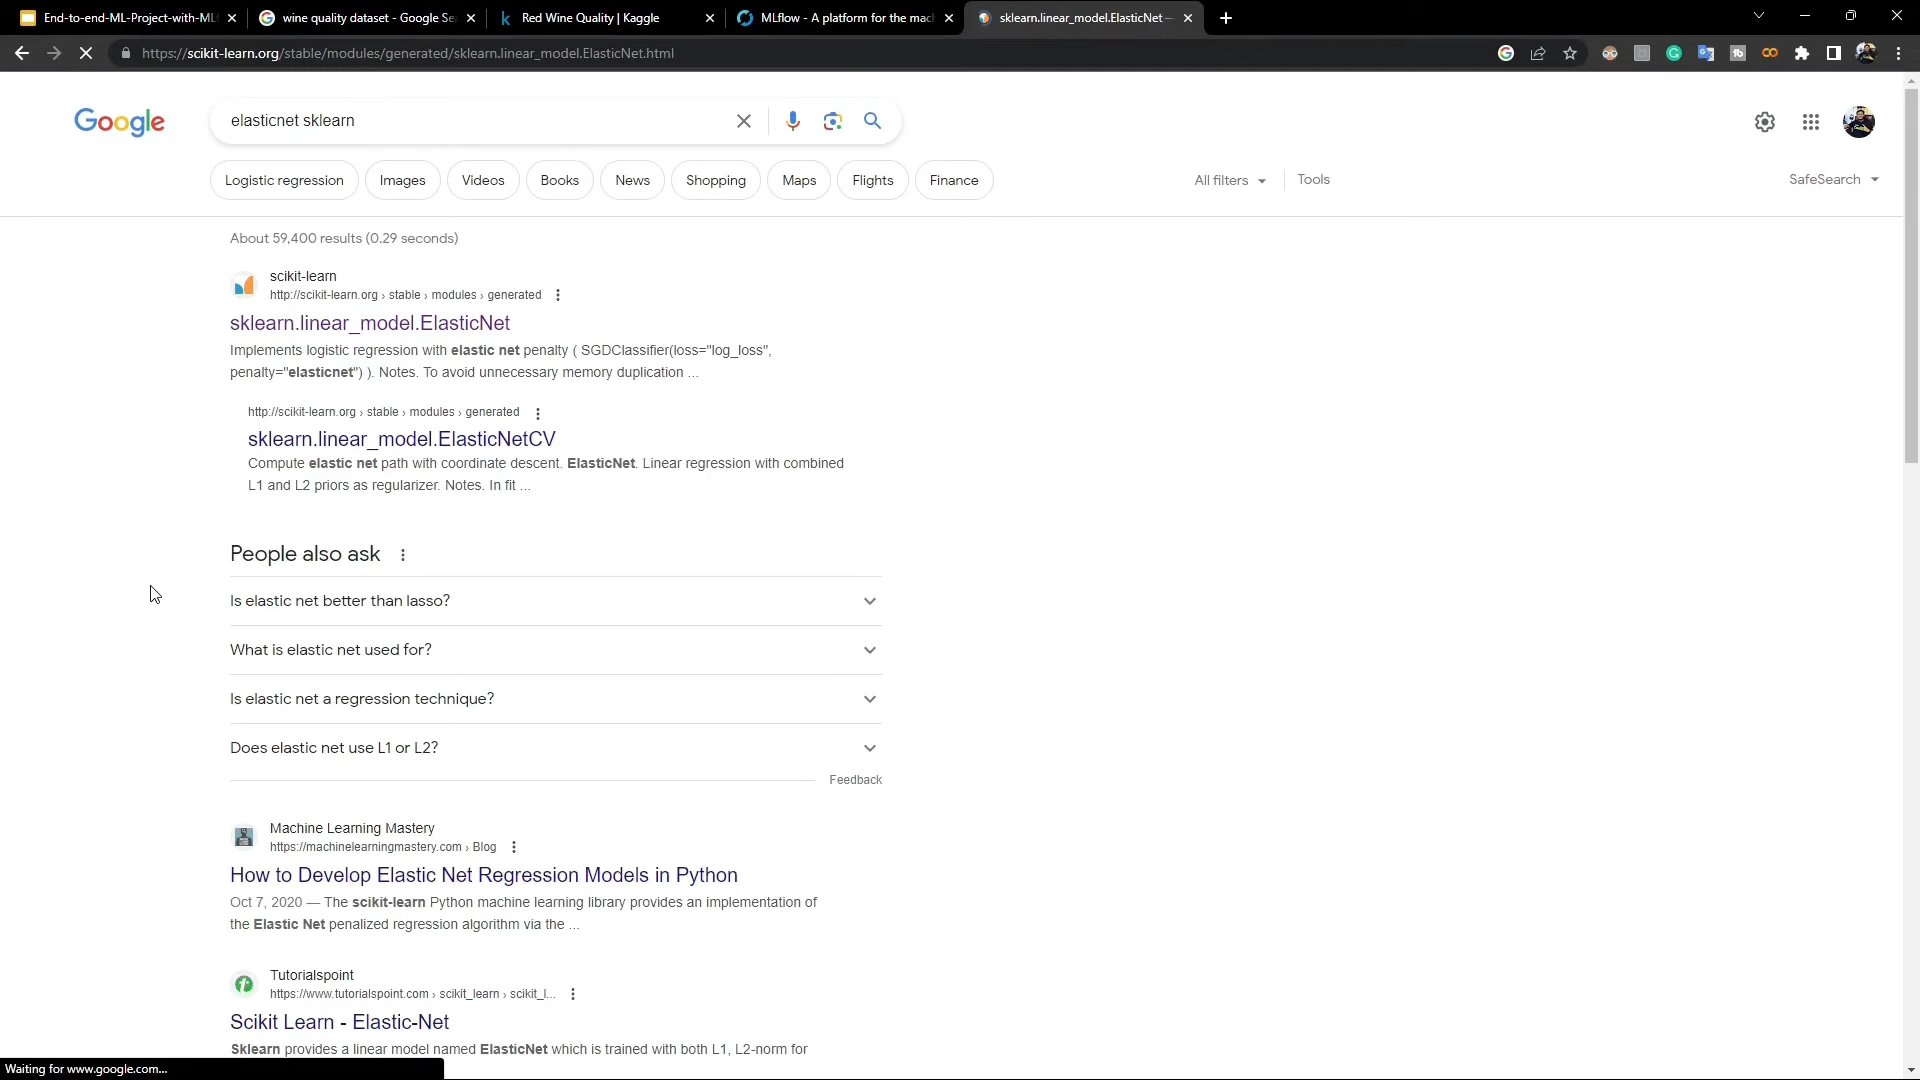 End-to-end-ML-Project-with-ML
wine quality dataset - Google Se
Red Wine Quality | Kaggle
MLflow - A platform for the mac
sklearn.linear_model.ElasticNet —
https://scikit-learn.org/stable/modules/generated/sklearn.linear_model.ElasticNet.html
Google
elasticnet sklearn
Logistic regression
Images
Videos
Books
News
Shopping
Maps
Flights
Finance
All filters
Tools
SafeSearch
About 59,400 results (0.29 seconds)
scikit-learn
http://scikit-learn.org › stable › modules › generated
sklearn.linear_model.ElasticNet
Implements logistic regression with elastic net penalty ( SGDClassifier(loss="log_loss",
penalty="elasticnet") ). Notes. To avoid unnecessary memory duplication ...
http://scikit-learn.org › stable › modules › generated
sklearn.linear_model.ElasticNetCV
Compute elastic net path with coordinate descent. ElasticNet. Linear regression with combined
L1 and L2 priors as regularizer. Notes. In fit ...
People also ask
Is elastic net better than lasso?
What is elastic net used for?
Is elastic net a regression technique?
Does elastic net use L1 or L2?
Feedback
Machine Learning Mastery
https://machinelearningmastery.com › Blog
How to Develop Elastic Net Regression Models in Python
Oct 7, 2020 — The scikit-learn Python machine learning library provides an implementation of
the Elastic Net penalized regression algorithm via the ...
Tutorialspoint
https://www.tutorialspoint.com › scikit_learn › scikit_l...
Scikit Learn - Elastic-Net
Sklearn provides a linear model named ElasticNet which is trained with both L1, L2-norm for
Waiting for www.google.com...